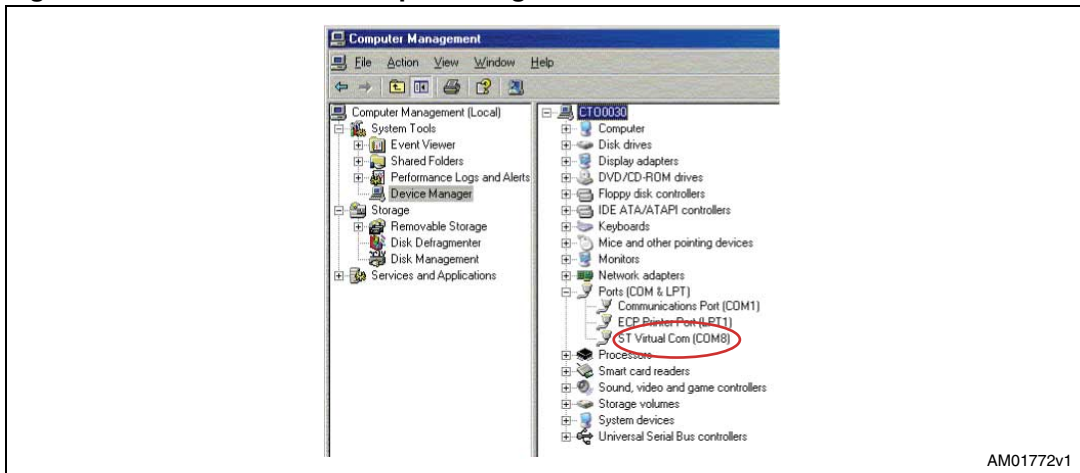 Computer Management
File Action View Window Help
Computer Management (Local)
System Tools
Event Viewer
Shared Folders
Performance Logs and Alerts
Device Manager
Storage
Removable Storage
Disk Defragmenter
Disk Management
Services and Applications
CTO0030
Computer
Disk drives
Display adapters
DVD/CD-ROM drives
Floppy disk controllers
IDE ATA/ATAPI controllers
Keyboards
Mice and other pointing devices
Monitors
Network adapters
Ports (COM & LPT)
Communications Port (COM1)
ECP Printer Port (LPT1)
ST Virtual Com (COM8)
Processors
Smart card readers
Sound, video and game controllers
Storage volumes
System devices
Universal Serial Bus controllers
AM01772v1